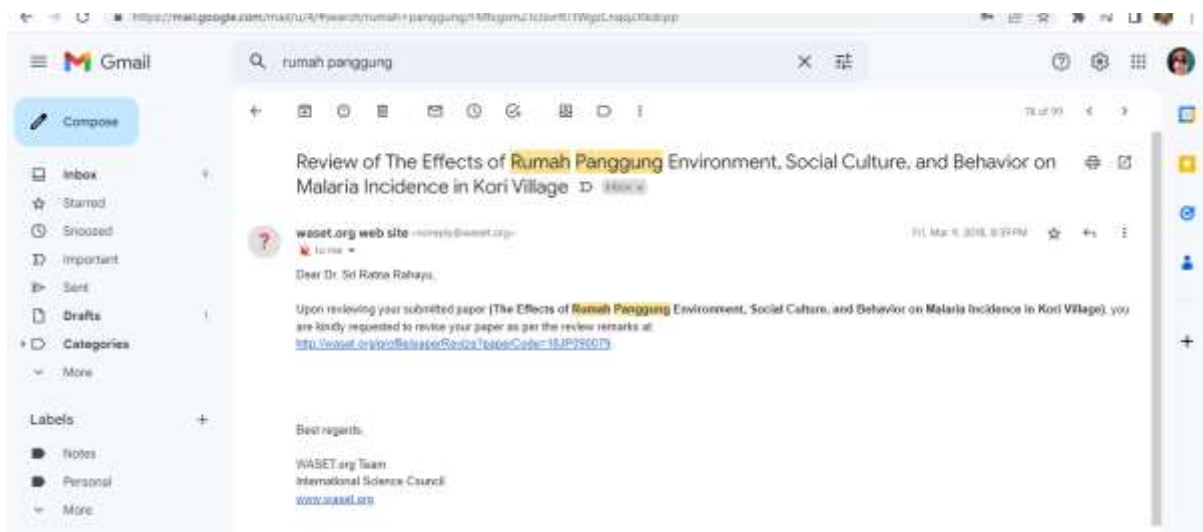 Gmail
rumah panggung
Compose
Review of The Effects of Rumah Panggung Environment, Social Culture, and Behavior on
Malaria Incidence in Kori Village
Inbox
Starred
Snoozed
Important
Sent
Drafts
Categories
More
waset.org web site
to me
Fri, Mar 9, 2018,
Dear Dr. Sri Ratna Rahayu,
Upon reviewing your submitted paper (The Effects of Rumah Panggung Environment, Social Culture, and Behavior on Malaria Incidence in Kori Village), you
are kindly requested to revise your paper as per the review remarks at:
Labels
Notes
Personal
More
Best regards,
WASET.org Team
International Science Council
www.waset.org